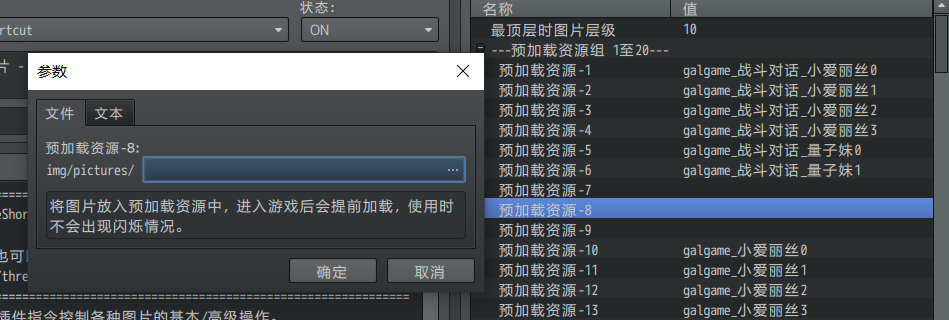 状态:
rtcut
ON
片 -
参数
文件
文本
预加载资源-8:
img/pictures/
...
将图片放入预加载资源中，进入游戏后会提前加载，使用时
不会出现闪烁情况。
确定
取消
eShor
也可
/thre
插件指令控制各种图片的基本/高级操作。
名称 值
最顶层时图片层级 10
---预加载资源组 1至20---
预加载资源-1 galgame_战斗对话_小爱丽丝0
预加载资源-2 galgame_战斗对话_小爱丽丝1
预加载资源-3 galgame_战斗对话_小爱丽丝2
预加载资源-4 galgame_战斗对话_小爱丽丝3
预加载资源-5 galgame_战斗对话_量子妹0
预加载资源-6 galgame_战斗对话_量子妹1
预加载资源-7
预加载资源-8
预加载资源-9
预加载资源-10 galgame_小爱丽丝0
预加载资源-11 galgame_小爱丽丝1
预加载资源-12 galgame_小爱丽丝2
预加载资源-13 galgame_小爱丽丝3